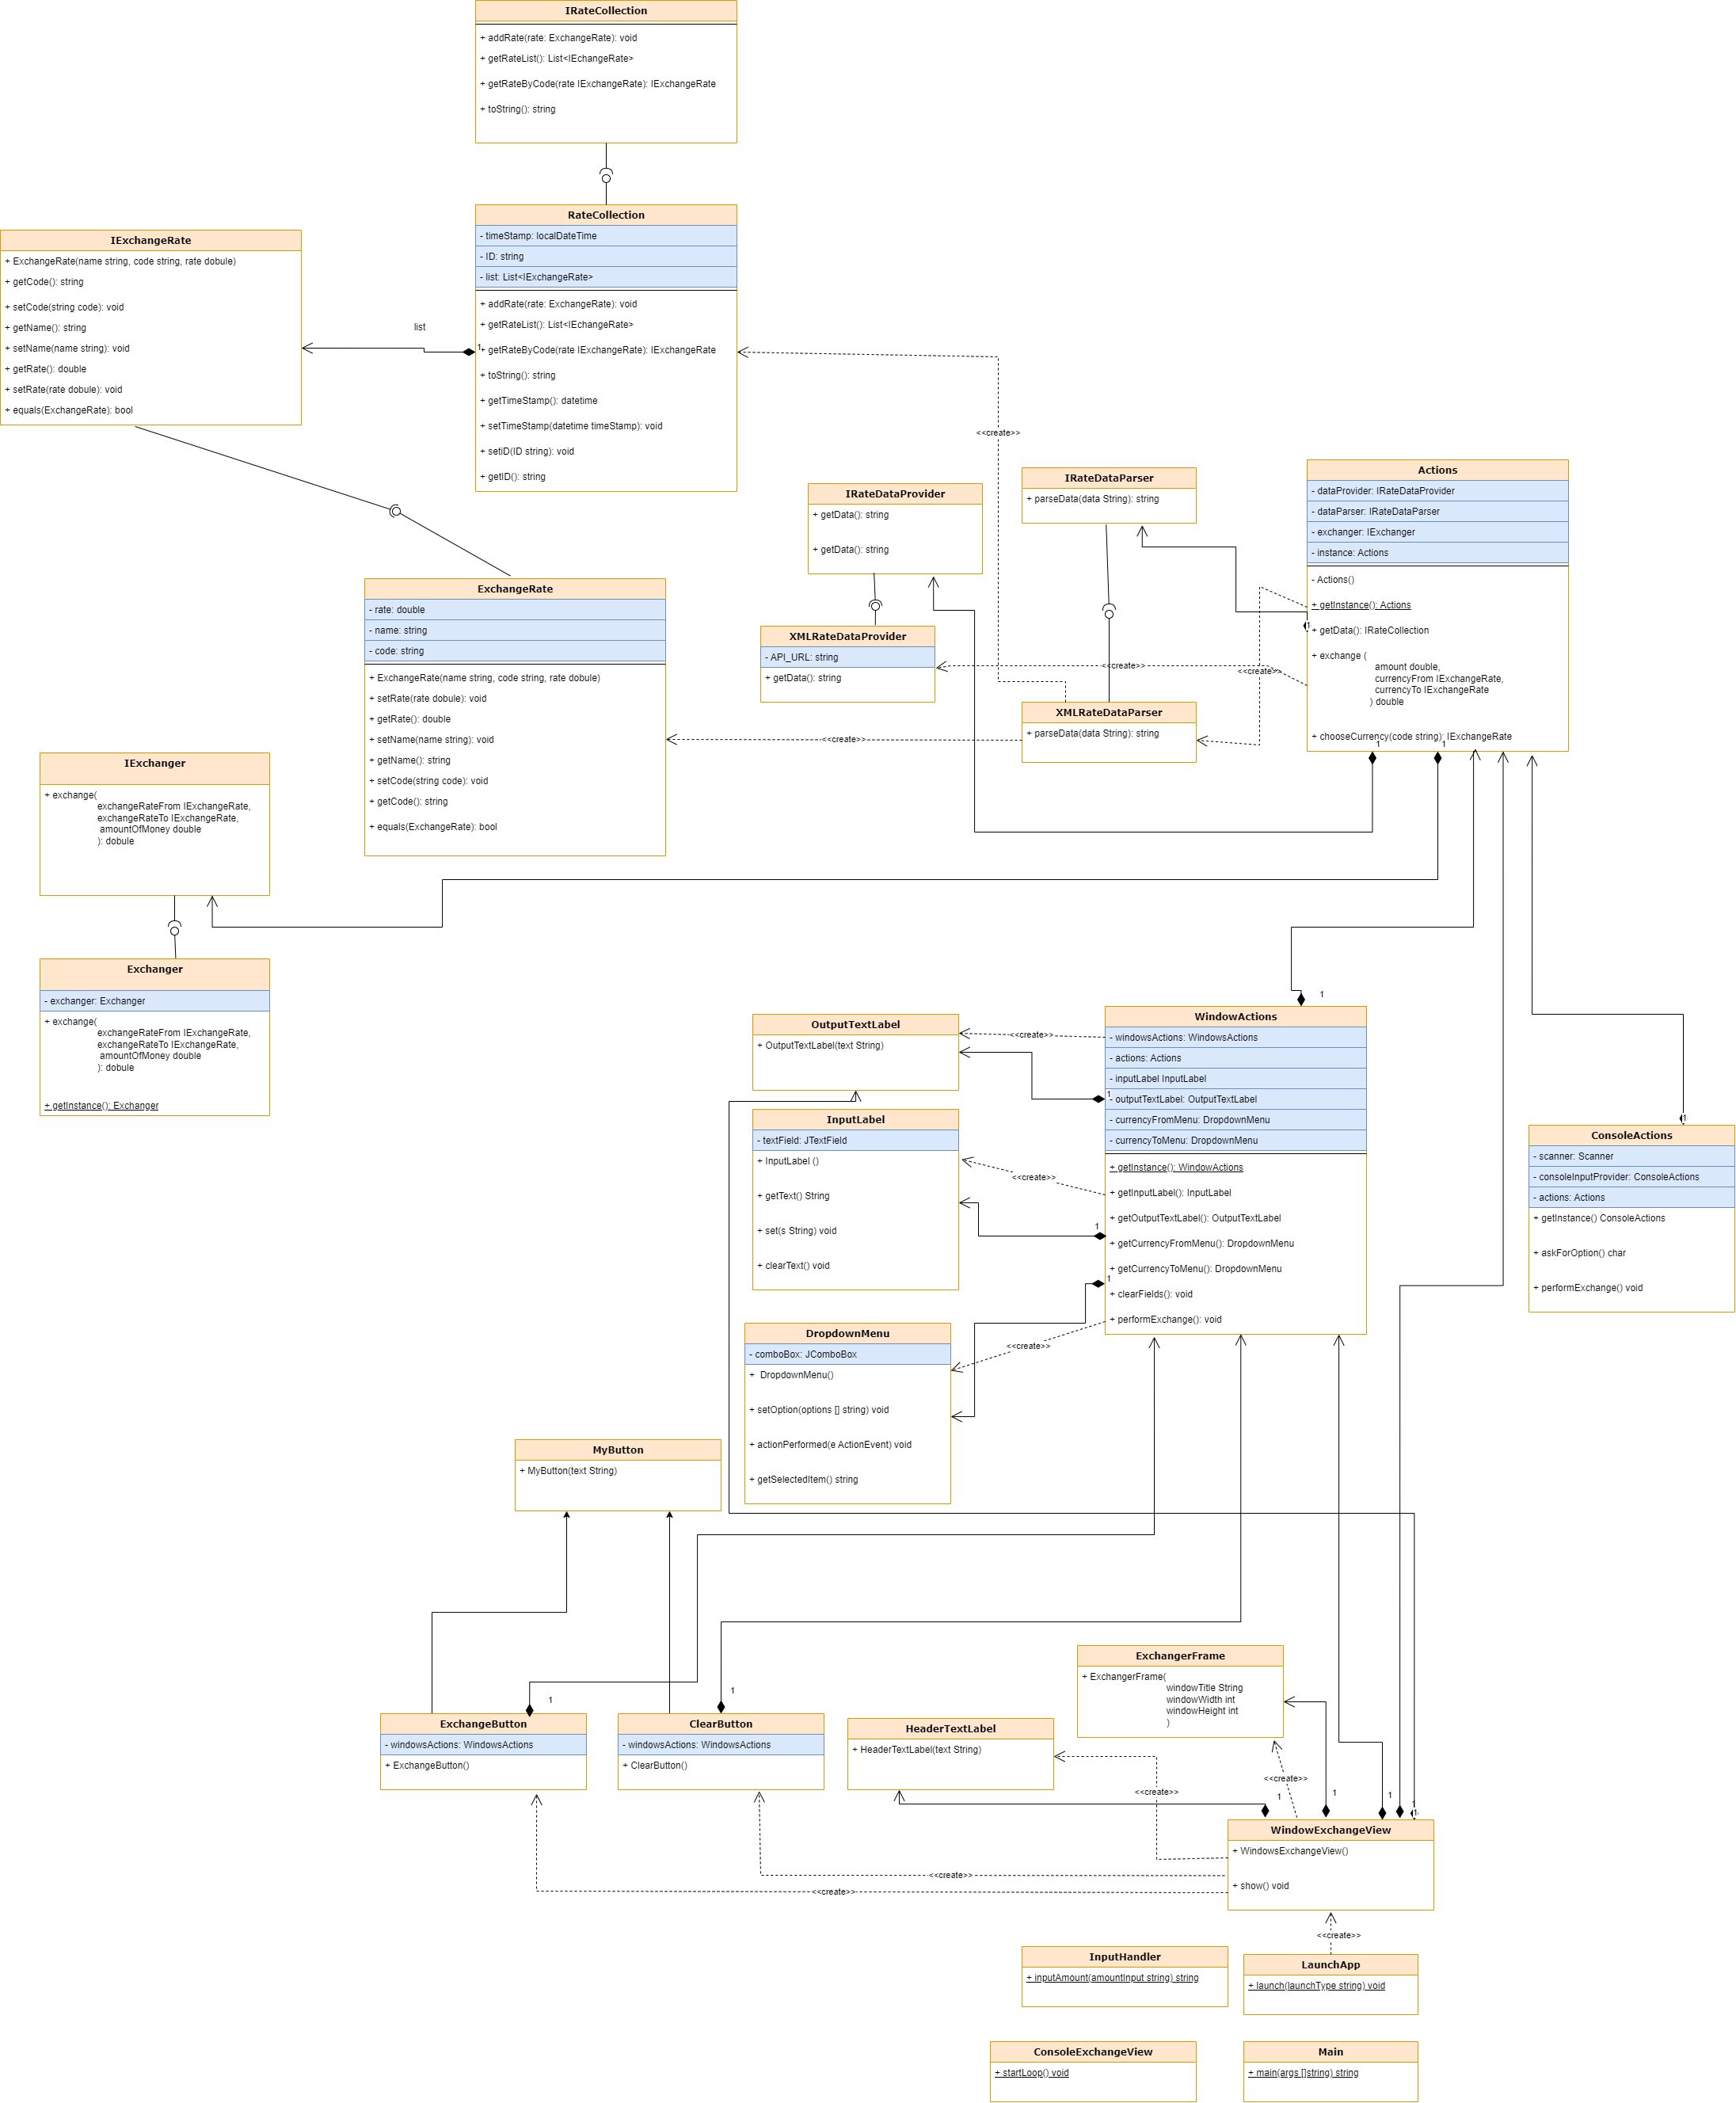 IRateCollection
+ addRate(rate: ExchangeRate): void
+ getRateList(): List<IEchangeRate>
+ getRateByCode(rate IExchangeRate): IExchangeRate
+ toString(): string
RateCollection
- timeStamp: localDateTime
- ID: string
- list: List<IExchangeRate>
+ addRate(rate: ExchangeRate): void
+ getRateList(): List<IEchangeRate>
+ getRateByCode(rate IExchangeRate): IExchangeRate
+ toString(): string
+ getTimeStamp(): datetime
+ setTimeStamp(datetime timeStamp): void
+ setiD(ID string): void
+ getID(): string
IExchangeRate
+ ExchangeRate(name string, code string, rate dobule)
+ getCode(): string
+ setCode(string code): void
+ getName(): string
+ setName(name string): void
+ getRate(): double
+ setRate(rate dobule): void
+ equals(ExchangeRate): bool
list
1
<<create>>
IRateDataProvider
+ getData(): string
+ getData(): string
IRateDataParser
+ parseData(data String): string
Actions
- dataProvider: IRateDataProvider
- dataParser: IRateDataParser
- exchanger: IExchanger
- instance: Actions
- Actions()
+ getInstance(): Actions
+ getData(): IRateCollection
+ exchange (
amount double,
currencyFrom IExchangeRate,
currencyTo IExchangeRate
) double
+ chooseCurrency(code string): IExchangeRate
1
1
1
ExchangeRate
- rate: double
- name: string
- code: string
+ ExchangeRate(name string, code string, rate dobule)
+ setRate(rate dobule): void
+ getRate(): double
+ setName(name string): void
+ getName(): string
+ setCode(string code): void
+ getCode(): string
+ equals(ExchangeRate): bool
XMLRateDataProvider
- API_URL: string
+ getData(): string
<<create>>
<<create>>
XMLRateDataParser
+ parseData(data String): string
<<create>>
IExchanger
+ exchange(
exchangeRateFrom IExchangeRate,
exchangeRateTo IExchangeRate,
amountOfMoney double
): dobule
Exchanger
- exchanger: Exchanger
+ exchange(
exchangeRateFrom IExchangeRate,
exchangeRateTo IExchangeRate,
amountOfMoney double
): dobule
+ getInstance(): Exchanger
OutputTextLabel
+ OutputTextLabel(text String)
<<create>>
1
WindowActions
- windowsActions: WindowsActions
- actions: Actions
- inputLabel InputLabel
- outputTextLabel: OutputTextLabel
- currencyFromMenu: DropdownMenu
- currencyToMenu: DropdownMenu
+ getInstance(): WindowActions
+ getInputLabel(): InputLabel
+ getOutputTextLabel(): OutputTextLabel
+ getCurrencyFromMenu(): DropdownMenu
+ getCurrencyToMenu(): DropdownMenu
+ clearFields(): void
+ performExchange(): void
1
1
1
InputLabel
- textField: JTextField
+ InputLabel ()
+ getText() String
+ set(s String) void
+ clearText() void
<<create>>
ConsoleActions
- scanner: Scanner
- consoleInputProvider: ConsoleActions
- actions: Actions
+ getInstance() ConsoleActions
+ askForOption() char
+ performExchange() void
1
DropdownMenu
- comboBox: JComboBox
+  DropdownMenu()
+ setOption(options [] string) void
+ actionPerformed(e ActionEvent) void
+ getSelectedItem() string
<<create>>
MyButton
+ MyButton(text String)
ExchangeButton
- windowsActions: WindowsActions
+ ExchangeButton()
1
ClearButton
- windowsActions: WindowsActions
+ ClearButton()
1
HeaderTextLabel
+ HeaderTextLabel(text String)
ExchangerFrame
+ ExchangerFrame(
windowTitle String
windowWidth int
windowHeight int
)
<<create>>
<<create>>
1
1
1
1
1
WindowExchangeView
+ WindowsExchangeView()
+ show() void
<<create>>
<<create>>
<<create>>
InputHandler
+ inputAmount(amountInput string) string
LaunchApp
+ launch(launchType string) void
ConsoleExchangeView
+ startLoop() void
Main
+ main(args []string) string